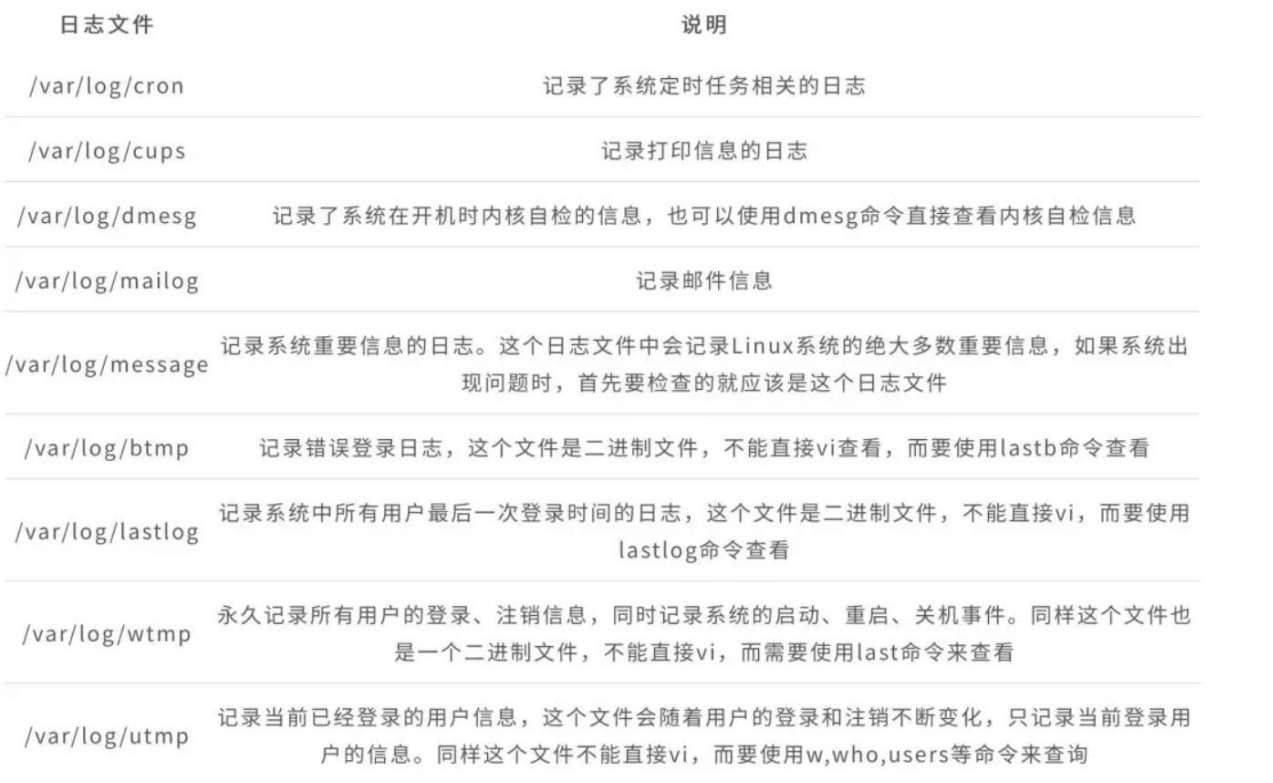 日志文件 说明
/var/log/cron 记录了系统定时任务相关的日志
/var/log/cups 记录打印信息的日志
/var/log/dmesg 记录了系统在开机时内核自检的信息，也可以使用dmesg命令直接查看内核自检信息
/var/log/mailog 记录邮件信息
/var/log/message 记录系统重要信息的日志。这个日志文件中会记录Linux系统的绝大多数重要信息，如果系统出
现问题时，首先要检查的就应该是这个日志文件
/var/log/btmp 记录错误登录日志，这个文件是二进制文件，不能直接vi查看，而要使用lastb命令查看
/var/log/lastlog 记录系统中所有用户最后一次登录时间的日志，这个文件是二进制文件，不能直接vi，而要使用
lastlog命令查看
/var/log/wtmp 永久记录所有用户的登录、注销信息，同时记录系统的启动、重启、关机事件。同样这个文件也
是一个二进制文件，不能直接vi，而需要使用last命令来查看
/var/log/utmp 记录当前已经登录的用户信息，这个文件会随着用户的登录和注销不断变化，只记录当前登录用
户的信息。同样这个文件不能直接vi，而要使用w,who,users等命令来查询